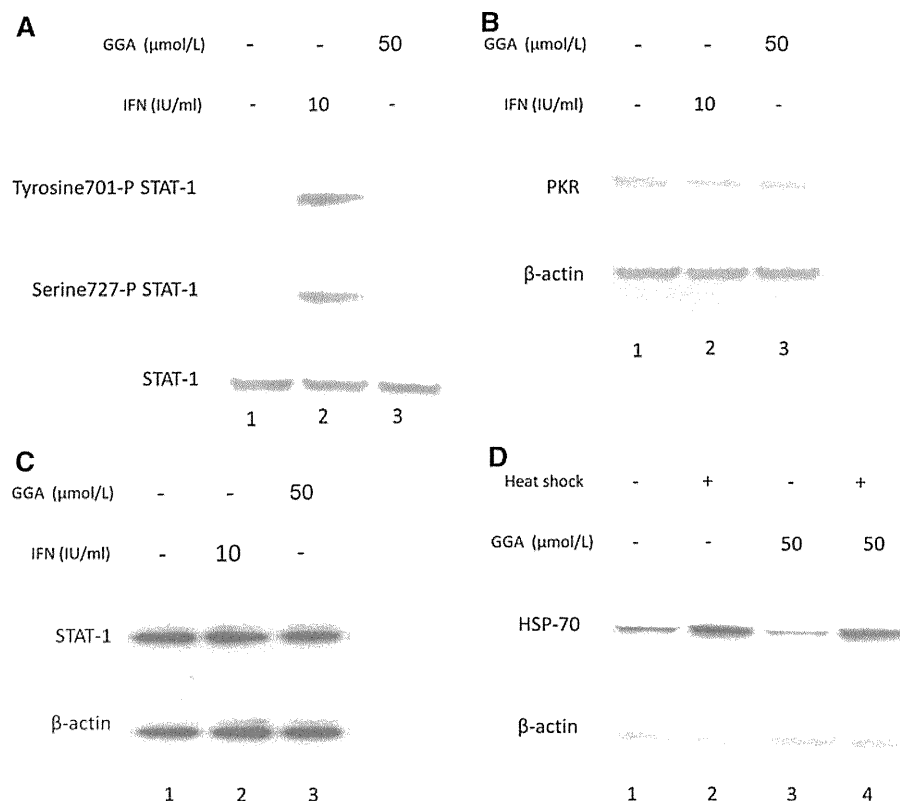 A
GGA (µmol/L) - - 50
IFN (IU/ml) - 10 -
Tyrosine701-P STAT-1
Serine727-P STAT-1
STAT-1
1 2 3
B
GGA (µmol/L) - - 50
IFN (IU/ml) - 10 -
PKR
β-actin
1 2 3
C
GGA (µmol/L) - - 50
IFN (IU/ml) - 10 -
STAT-1
β-actin
1 2 3
D
Heat shock - + - +
GGA (µmol/L) - - 50 50
HSP-70
β-actin
1 2 3 4